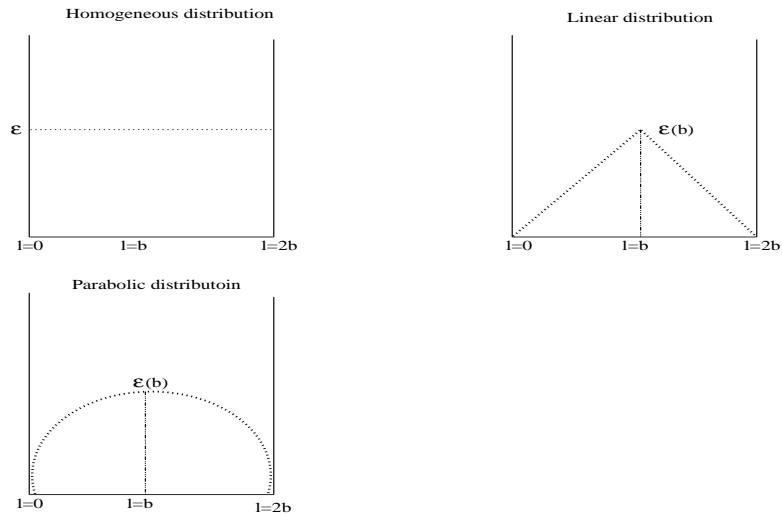 Homogeneous distribution
ε
l=0 l=b l=2b
Linear distribution
ε(b)
l=0 l=b l=2b
Parabolic distributoin
ε(b)
l=0 l=b l=2b